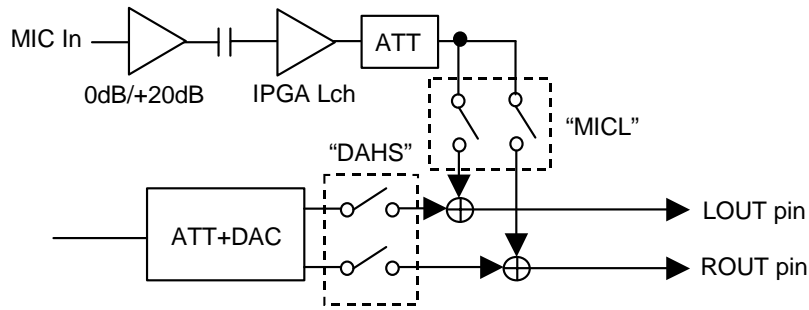 MIC In
ATT
0dB/+20dB
IPGA Lch
“MICL”
“DAHS”
ATT+DAC
LOUT pin
ROUT pin